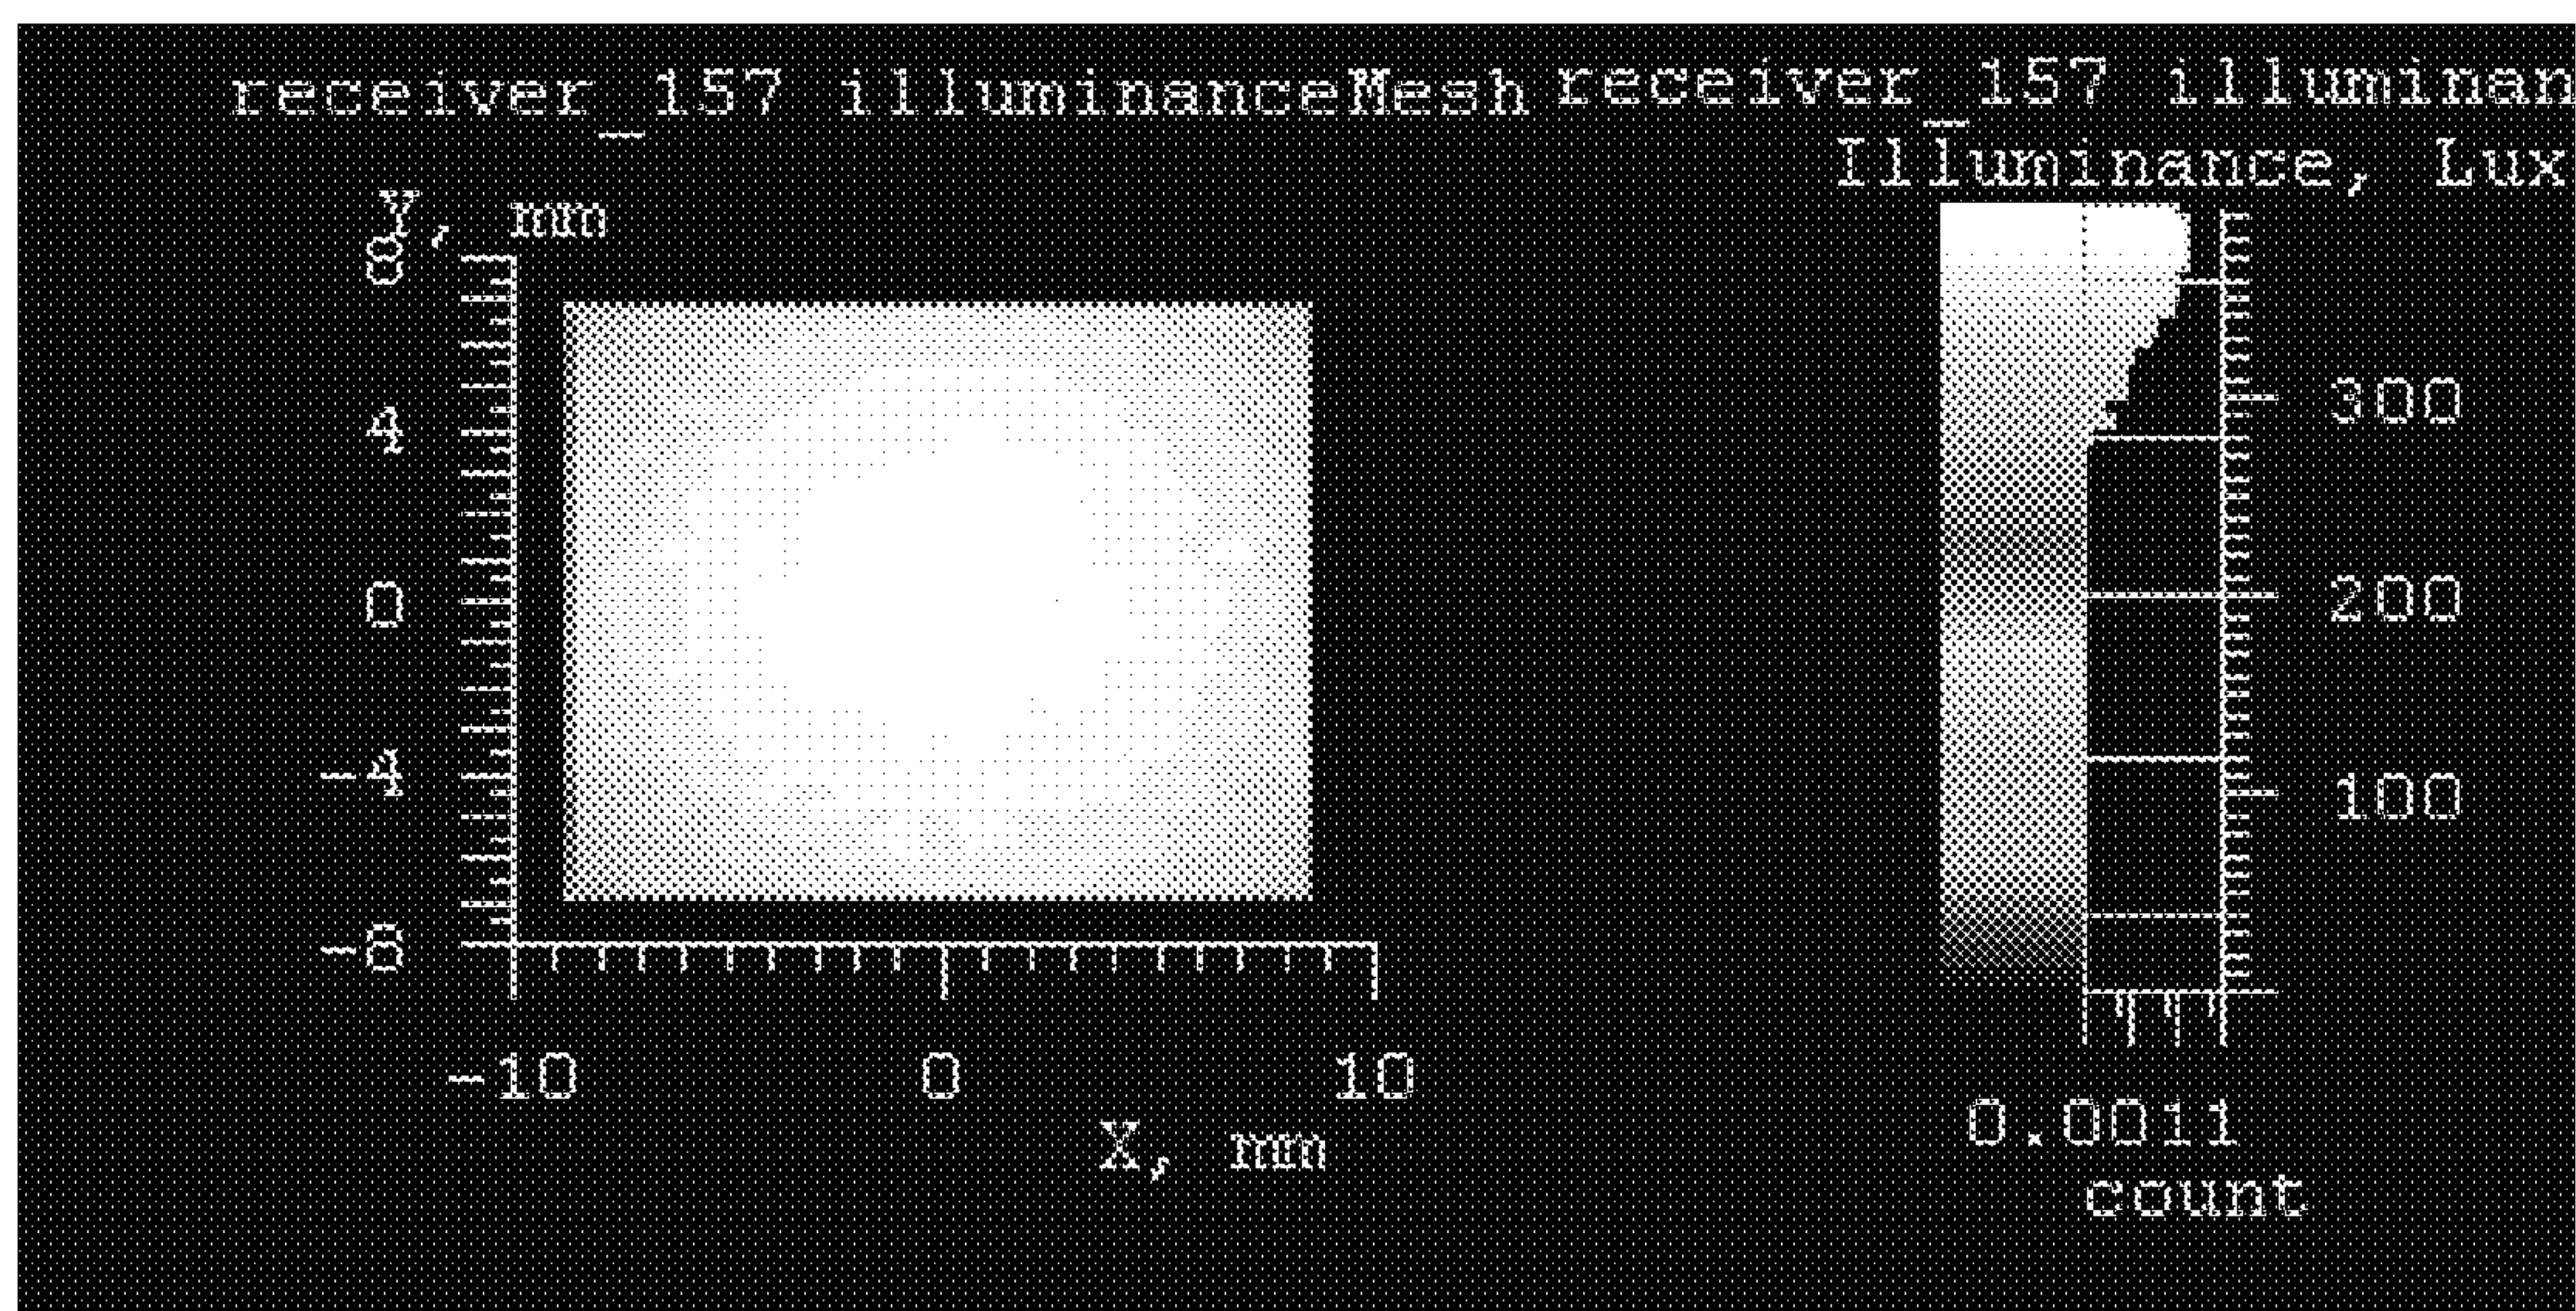 receiver_157 illuminanceMesh
Y, mm
8
4
0
-4
-8
-10 0 10
X, mm
receiver_157 illuminan
Illuminance, Lux
300
200
100
0.0011
count